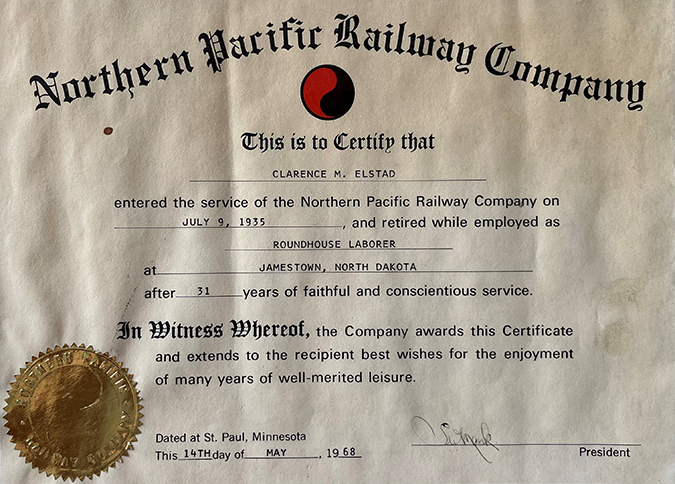 Northern Pacific Railway Company
This is to Certify that
CLARENCE M. ELSTAD
entered the service of the Northern Pacific Railway Company on
JULY 9, 1935, and retired while employed as
ROUNDHOUSE LABORER
at JAMESTOWN, NORTH DAKOTA
after 31 years of faithful and conscientious service.
In Witness Whereof, the Company awards this Certificate
and extends to the recipient best wishes for the enjoyment
of many years of well-merited leisure.
NORTHERN PACIFIC RAILWAY COMPANY
Dated at St. Paul, Minnesota
This 14TH day of MAY, 1968
President